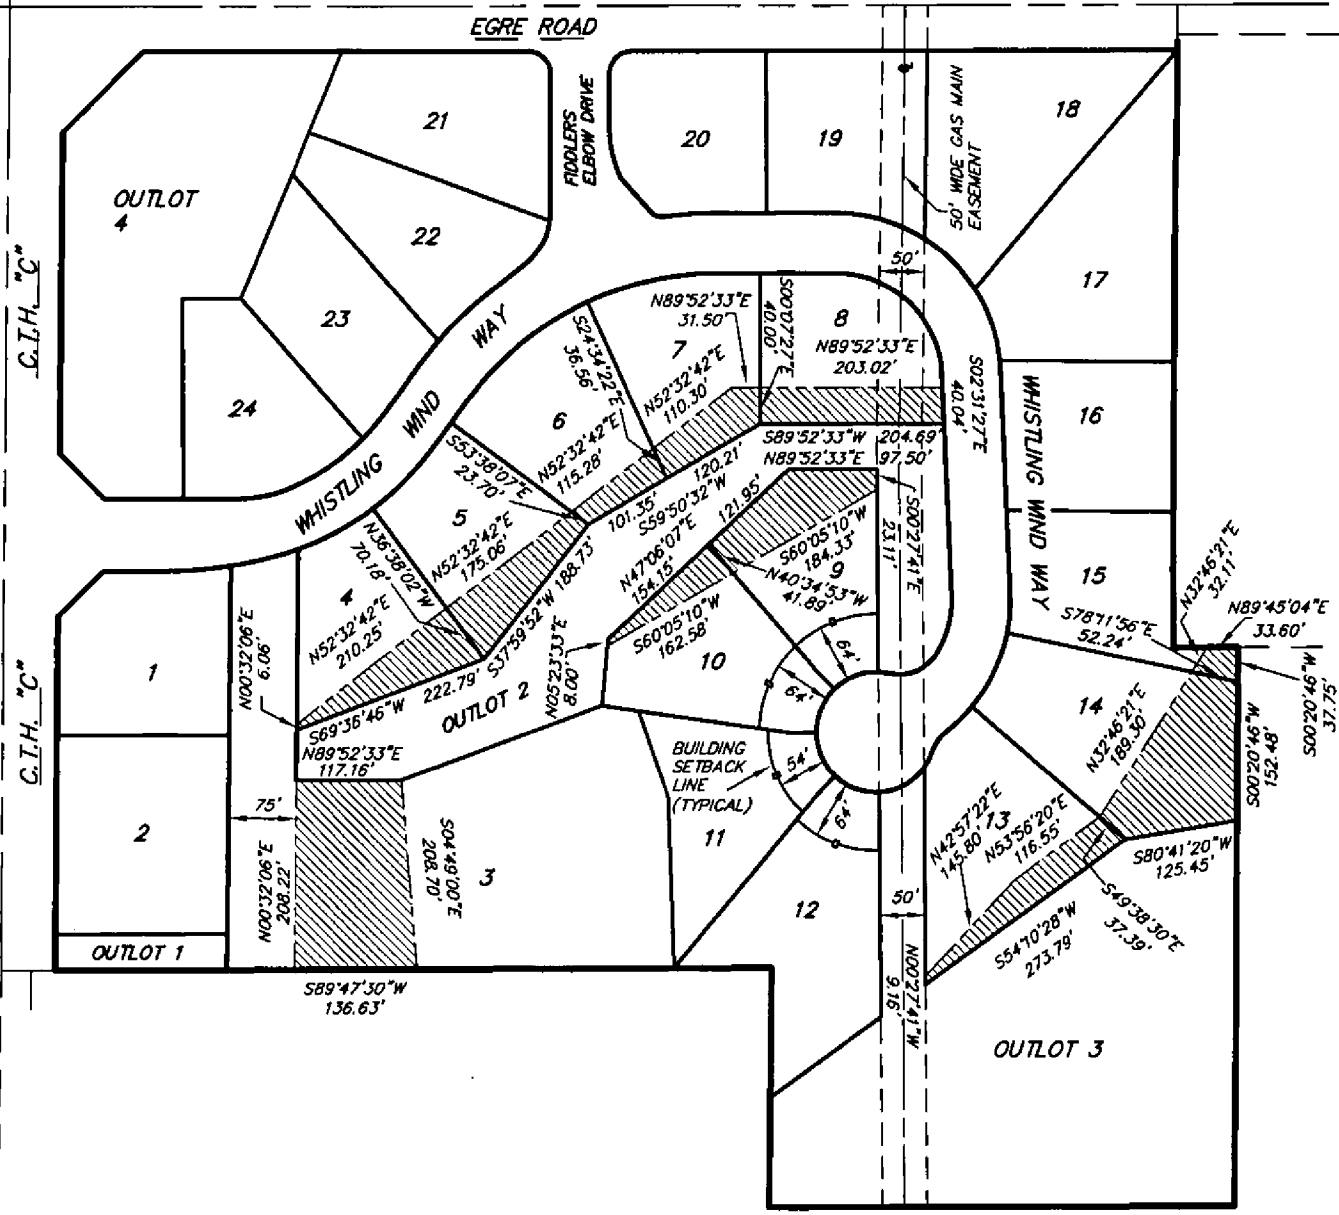 EGRE ROAD
FIDDLERS
ELBOW DRIVE
21
20
19
18
50' WIDE GAS MAIN
EASEMENT
OUTLOT
4
22
C.T.H. "C"
50'
17
23
WAY
N89°52'33"E
31.50'
S00°07'27"E
40.00'
8
7
S24°34'22"E
36.56'
N89°52'33"E
203.02'
S02°31'27"E
40.04'
24
WIND
6
N52°32'42"E
110.30'
WHISTLING WIND WAY
16
S53°38'07"E
23.70'
N52°32'42"E
115.28'
S89°52'33"W 204.69'
N89°52'33"E 97.50'
WHISTLING
120.21'
101.35'
S59°50'32"W
5
N52°32'42"E
175.06'
121.95'
S00°27'41"E
23.11'
N36°38'02"W
70.18'
188.73'
S37°59'52"W
N47°06'07"E
154.15'
S60°05'10"W
184.33'
9
N40°34'53"W
41.89'
15
N32°46'21"E
32.11'
N89°45'04"E
33.60'
4
N52°32'42"E
210.25'
S60°05'10"W
162.58'
S78°11'56"E
52.24'
N00°32'06"E
6.06'
1
N05°23'33"E
8.00'
10
64'
64'
S00°20'46"W
37.75'
222.79'
S69°36'46"W
OUTLOT 2
14
N32°46'21"E
189.30'
C.T.H. "C"
N89°52'33"E
117.16'
BUILDING
SETBACK
LINE
(TYPICAL)
54'
64'
S00°20'46"W
152.48'
75'
2
11
N42°57'22"E
145.80'
13
N53°56'20"E
116.55'
S80°41'20"W
125.45'
N00°32'06"E
208.22'
S04°49'00"E
208.70'
3
12
50'
S49°38'30"E
37.39'
OUTLOT 1
S54°10'28"W
273.79'
N00°27'41"W
9.16'
S89°47'30"W
136.63'
OUTLOT 3